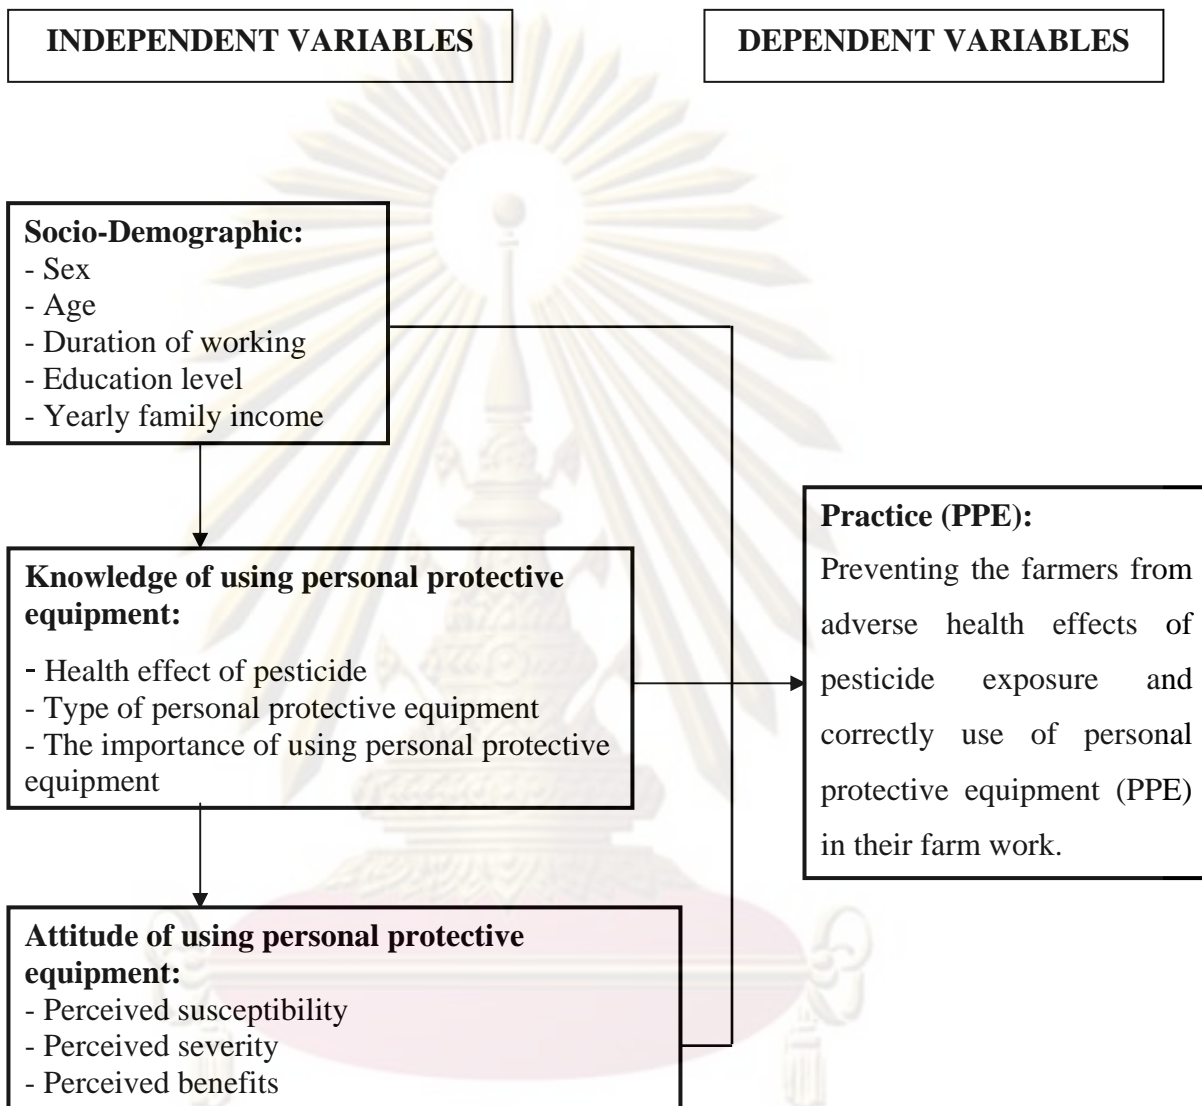 INDEPENDENT VARIABLES
DEPENDENT VARIABLES
Socio-Demographic:
- Sex
- Age
- Duration of working
- Education level
- Yearly family income
Knowledge of using personal protective
equipment:
- Health effect of pesticide
- Type of personal protective equipment
- The importance of using personal protective
equipment
Attitude of using personal protective
equipment:
- Perceived susceptibility
- Perceived severity
- Perceived benefits
Practice (PPE):
Preventing the farmers from
adverse health effects of
pesticide exposure and
correctly use of personal
protective equipment (PPE)
in their farm work.